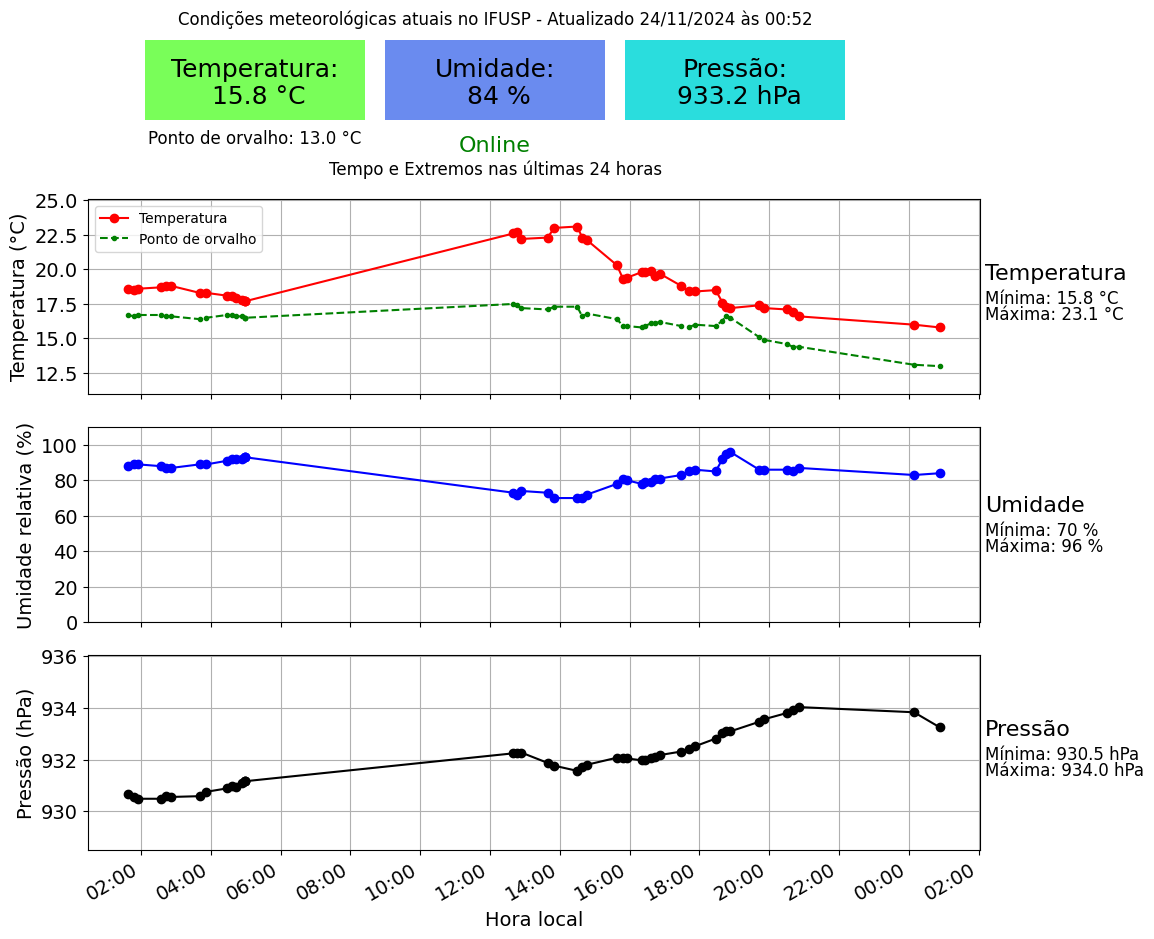 Condições meteorológicas atuais no IFUSP - Atualizado 24/11/2024 às 00:52
Temperatura:
15.8 °C
Umidade:
84 %
Pressão:
933.2 hPa
Ponto de orvalho: 13.0 °C
Online
Tempo e Extremos nas últimas 24 horas
Temperatura (°C)
25.0
22.5
20.0
17.5
15.0
12.5
Temperatura
Ponto de orvalho
Temperatura
Mínima: 15.8 °C
Máxima: 23.1 °C
Umidade relativa (%)
100
80
60
40
20
0
Umidade
Mínima: 70 %
Máxima: 96 %
Pressão (hPa)
936
934
932
930
Pressão
Mínima: 930.5 hPa
Máxima: 934.0 hPa
02:00 04:00 06:00 08:00 10:00 12:00 14:00 16:00 18:00 20:00 22:00 00:00 02:00
Hora local